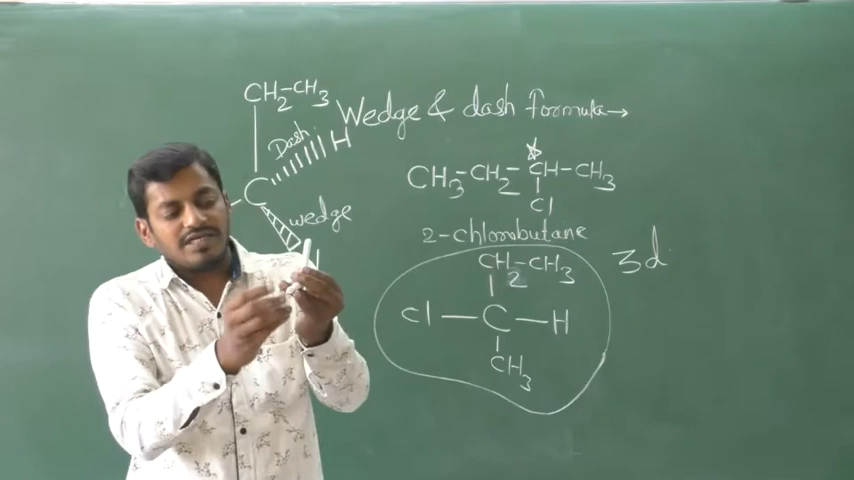 CH2-CH3
Wedge & dash formula→
Dash
H
C
wedge
CH3-CH2-CH-CH3
Cl
2-chlorobutane
CH2-CH3
3d
Cl—C—H
CH3